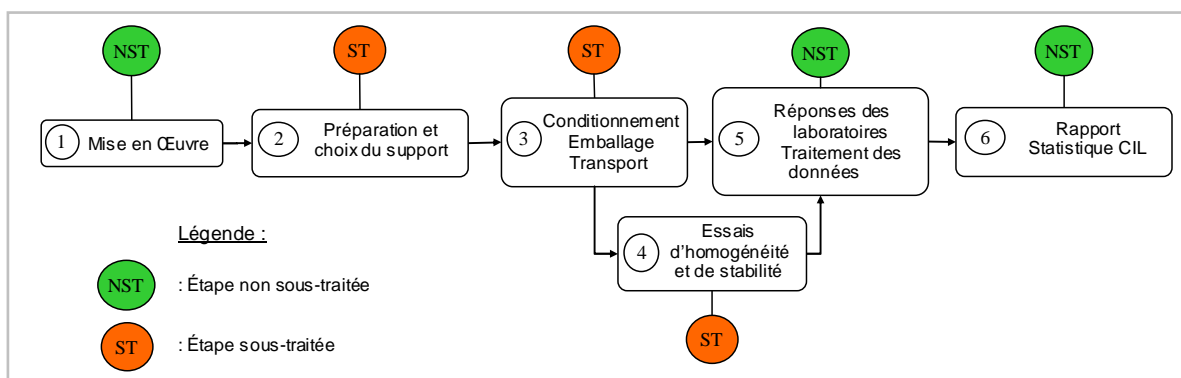 NST
ST
ST
NST
NST
1
Mise en Œuvre
2
Préparation et
choix du support
3
Conditionnement
Emballage
Transport
5
Réponses des
laboratoires
Traitement des
données
6
Rapport
Statistique CIL
4
Essais
d'homogénéité
et de stabilité
ST
Légende :
NST
: Étape non sous-traitée
ST
: Étape sous-traitée